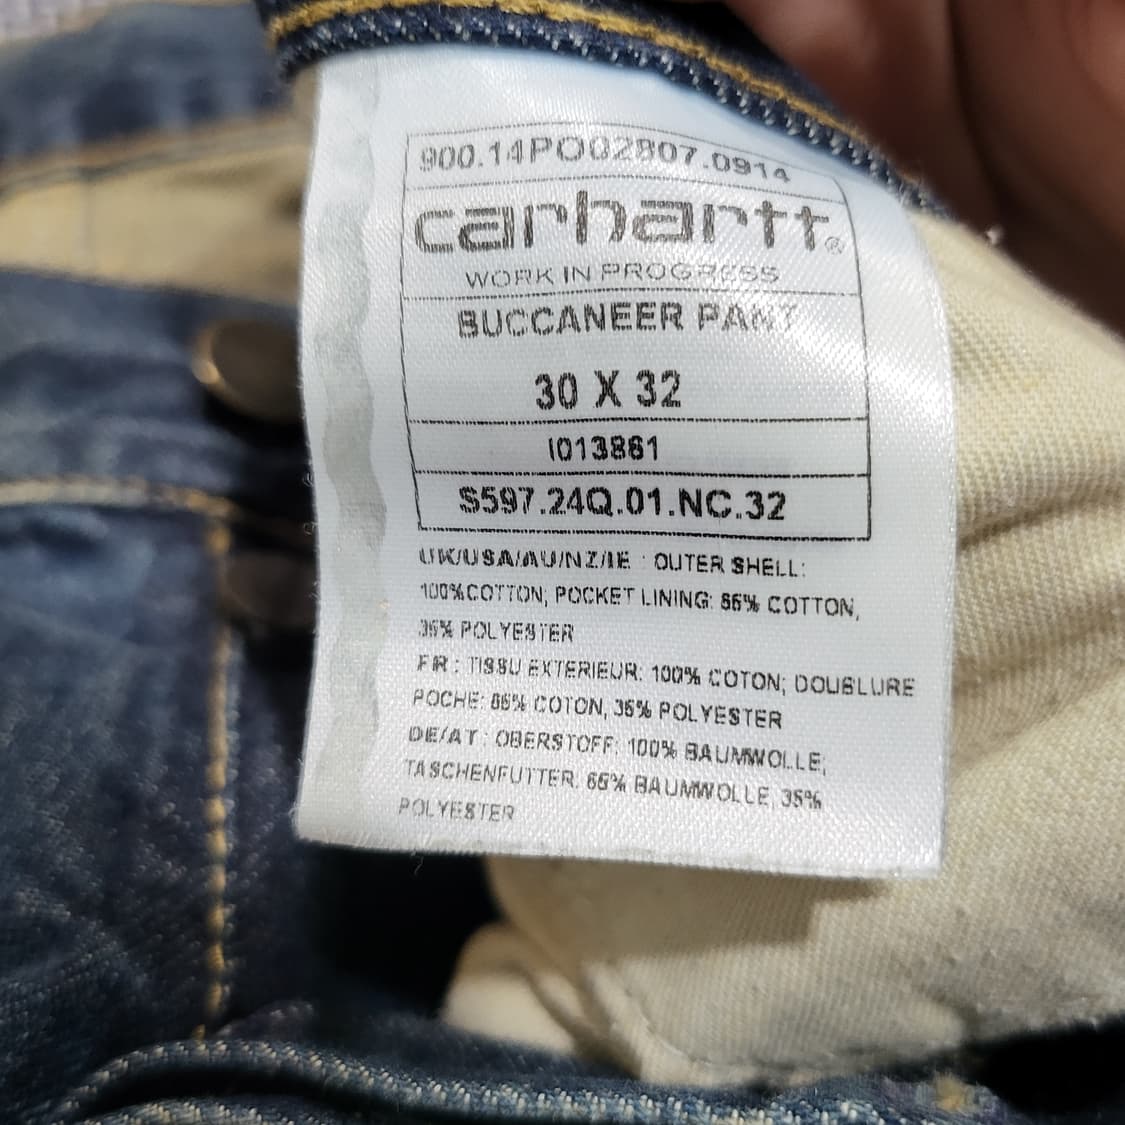 900.14PO02807.0914
carhartt®
WORK IN PROGRESS
BUCCANEER PANT
30 X 32
I013861
S597.24Q.01.NC.32
UK/USA/AU/NZ/IE : OUTER SHELL:
100%COTTON; POCKET LINING: 65% COTTON,
35% POLYESTER
FR : TISSU EXTERIEUR: 100% COTON; DOUBLURE
POCHE: 65% COTON, 35% POLYESTER
DE/AT : OBERSTOFF: 100% BAUMWOLLE;
TASCHENFUTTER: 65% BAUMWOLLE, 35%
POLYESTER